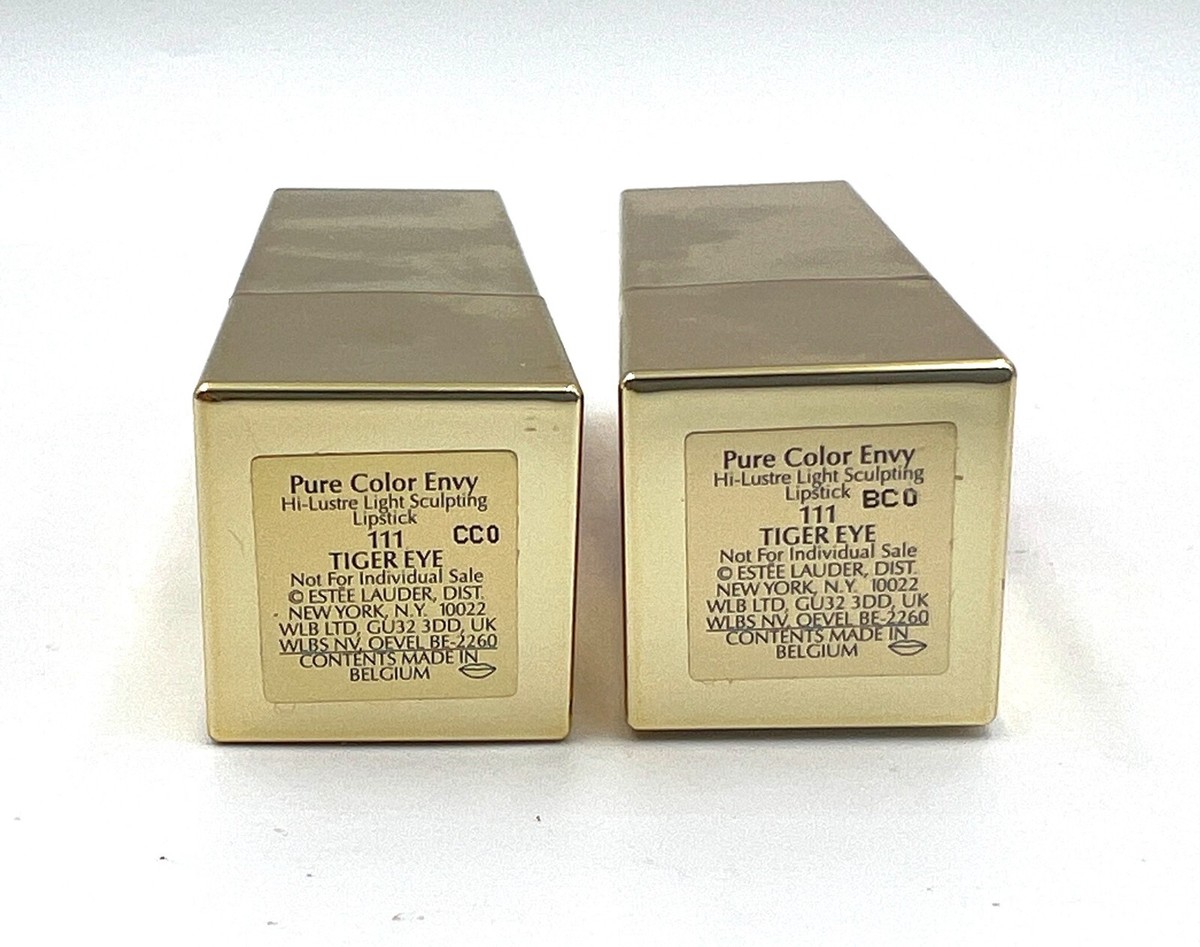 Pure Color Envy
Hi-Lustre Light Sculpting
Lipstick
111 CC0
TIGER EYE
Not For Individual Sale
© ESTĒE LAUDER, DIST.
NEW YORK, N.Y. 10022
WLB LTD, GU32 3DD, UK
WLBS NV, OEVEL BE-2260
CONTENTS MADE IN
BELGIUM
Pure Color Envy
Hi-Lustre Light Sculpting
Lipstick BC0
111
TIGER EYE
Not For Individual Sale
© ESTĒE LAUDER, DIST.
NEW YORK, N.Y. 10022
WLB LTD, GU32 3DD, UK
WLBS NV, OEVEL BE-2260
CONTENTS MADE IN
BELGIUM